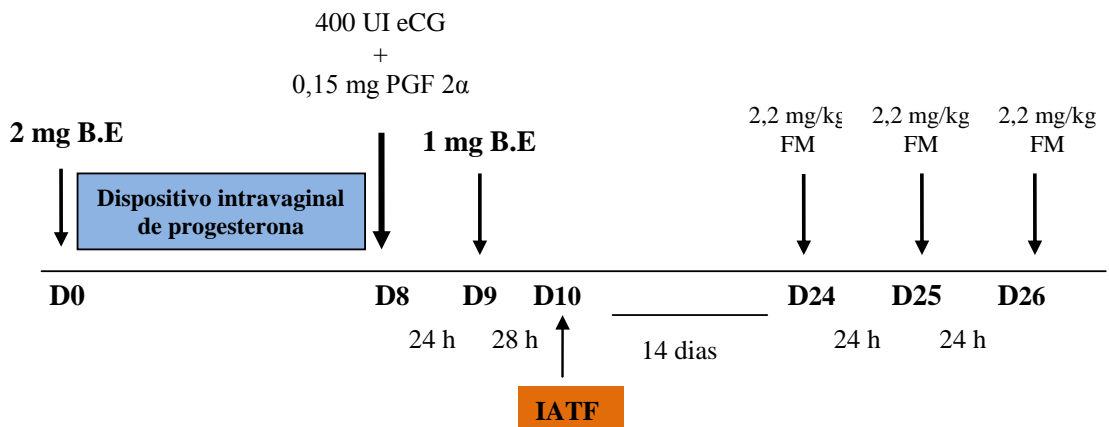 400 UI eCG
+
0,15 mg PGF 2α
2 mg B.E
1 mg B.E
2,2 mg/kg
FM
2,2 mg/kg
FM
2,2 mg/kg
FM
Dispositivo intravaginal
de progesterona
D0 D8 D9 D10 D24 D25 D26
24 h 28 h 14 dias 24 h 24 h
IATF